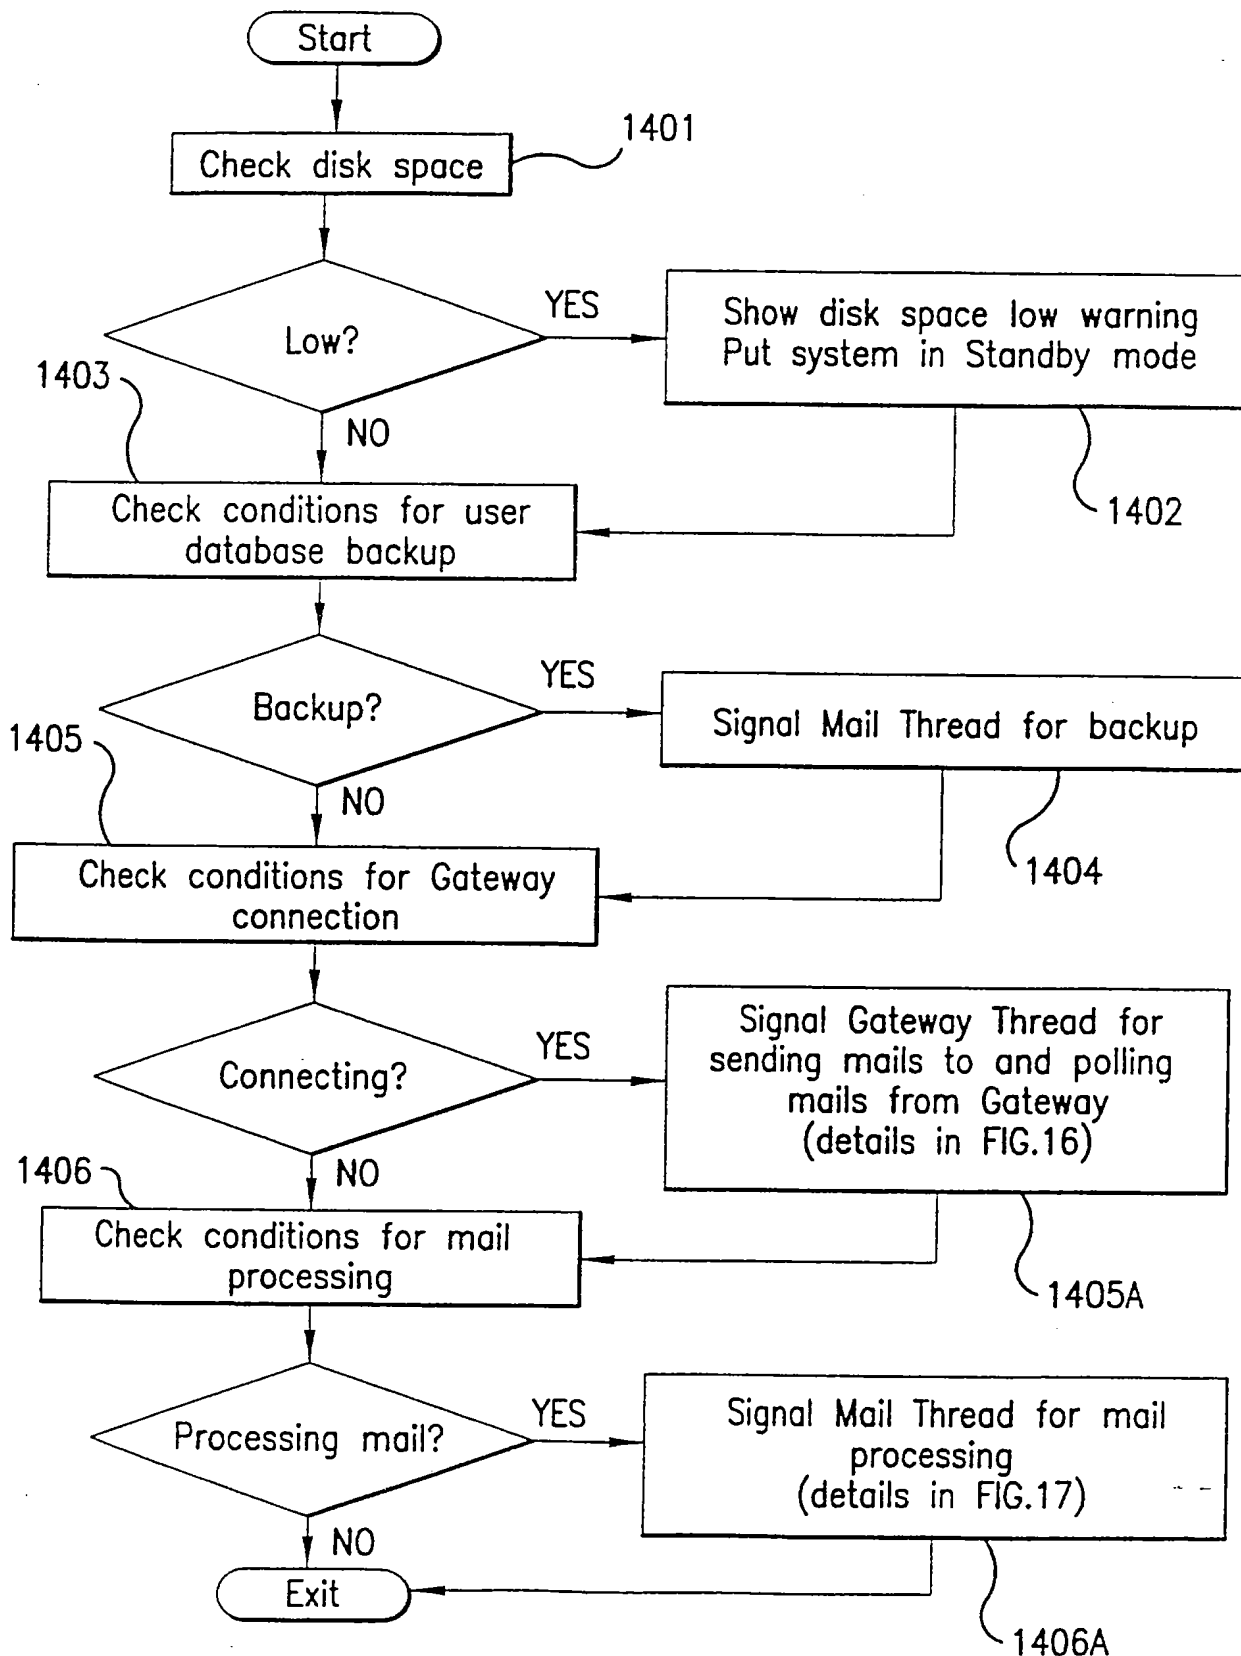 Start
1401
Check disk space
Low?
YES
Show disk space low warning
Put system in Standby mode
1403
NO
1402
Check conditions for user
database backup
Backup?
YES
Signal Mail Thread for backup
1405
NO
1404
Check conditions for Gateway
connection
Connecting?
YES
Signal Gateway Thread for
sending mails to and polling
mails from Gateway
(details in FIG.16)
1406
NO
Check conditions for mail
processing
1405A
Processing mail?
YES
Signal Mail Thread for mail
processing
(details in FIG.17)
NO
Exit
1406A